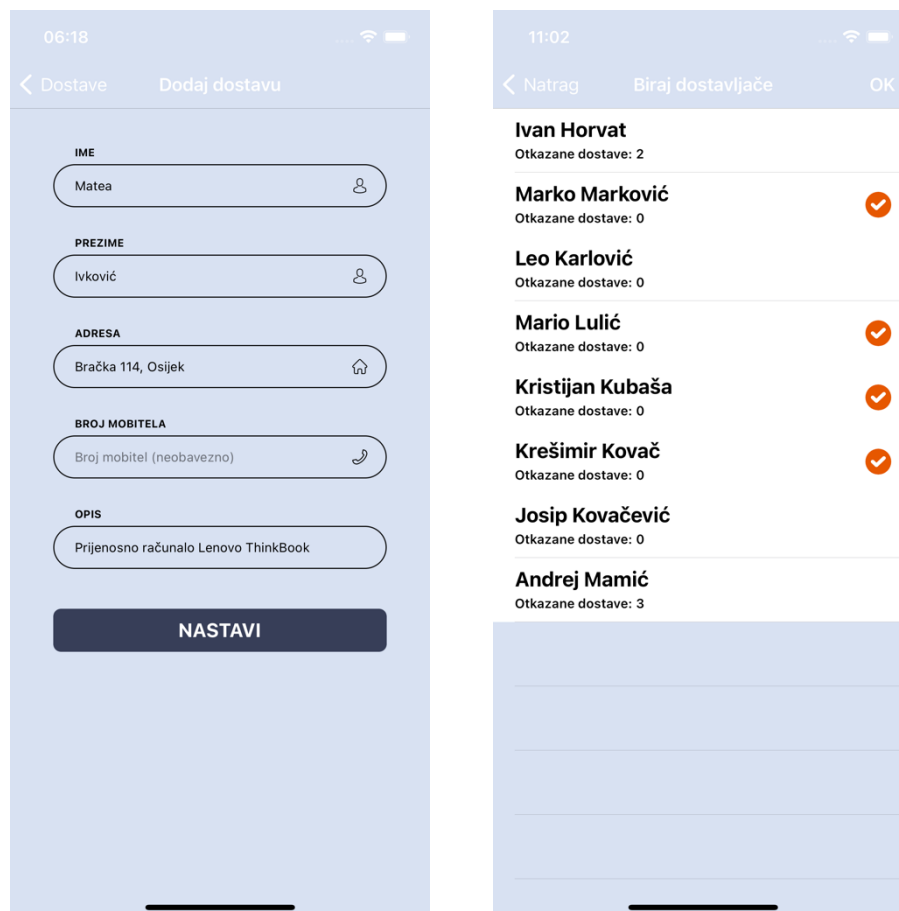 06:18
Dostave
Dodaj dostavu
IME
Matea
PREZIME
Ivković
ADRESA
Bračka 114, Osijek
BROJ MOBITELA
Broj mobitel (neobavezno)
OPIS
Prijenosno računalo Lenovo ThinkBook
NASTAVI
11:02
Natrag
Biraj dostavljače
OK
Ivan Horvat
Otkazane dostave: 2
Marko Marković
Otkazane dostave: 0
Leo Karlović
Otkazane dostave: 0
Mario Lulić
Otkazane dostave: 0
Kristijan Kubaša
Otkazane dostave: 0
Krešimir Kovač
Otkazane dostave: 0
Josip Kovačević
Otkazane dostave: 0
Andrej Mamić
Otkazane dostave: 3